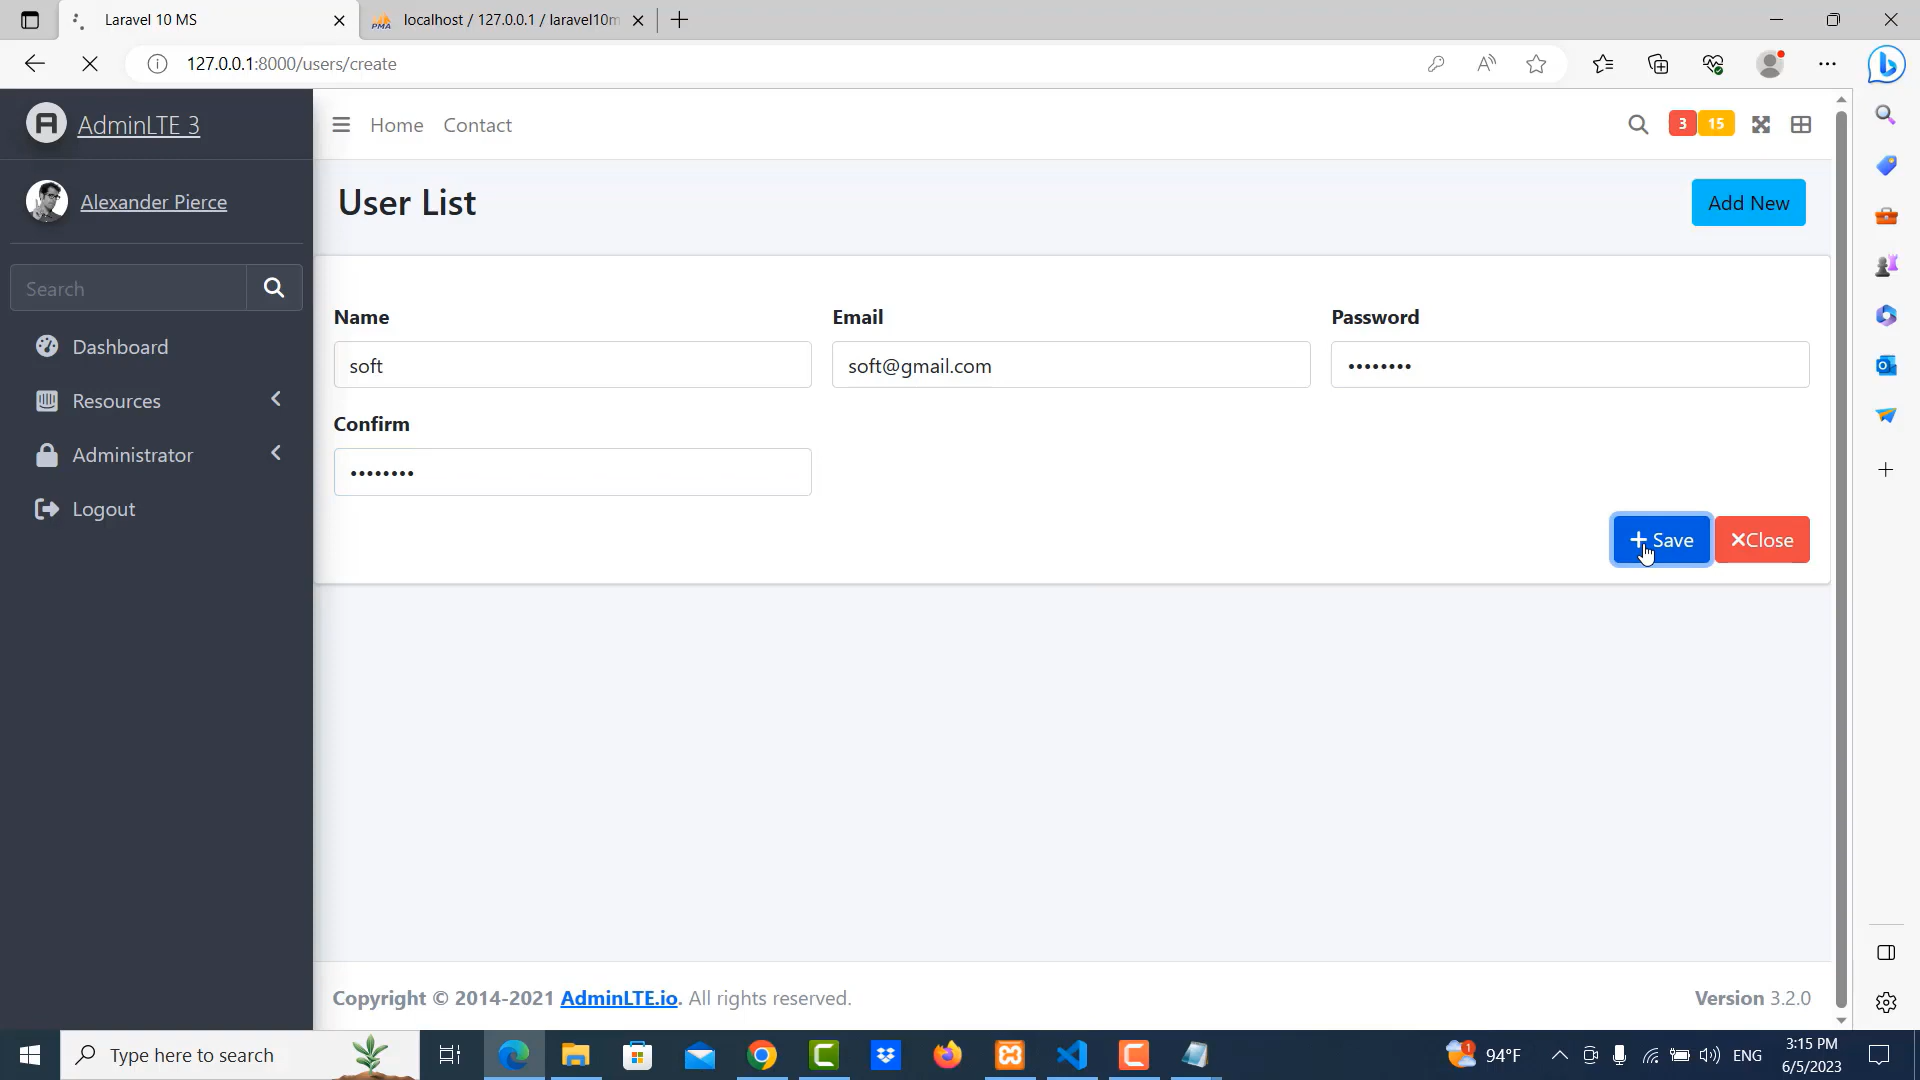 Laravel 10 MS
localhost / 127.0.0.1 / laravel10m
127.0.0.1:8000/users/create
AdminLTE 3
Home
Contact
3
15
Alexander Pierce
User List
Add New
Search
Name
Email
Password
soft
soft@gmail.com
••••••••
Dashboard
Resources
Administrator
Logout
Confirm
••••••••
Save
Close
Copyright © 2014-2021 AdminLTE.io. All rights reserved.
Version 3.2.0
Type here to search
94°F
ENG
3:15 PM
6/5/2023